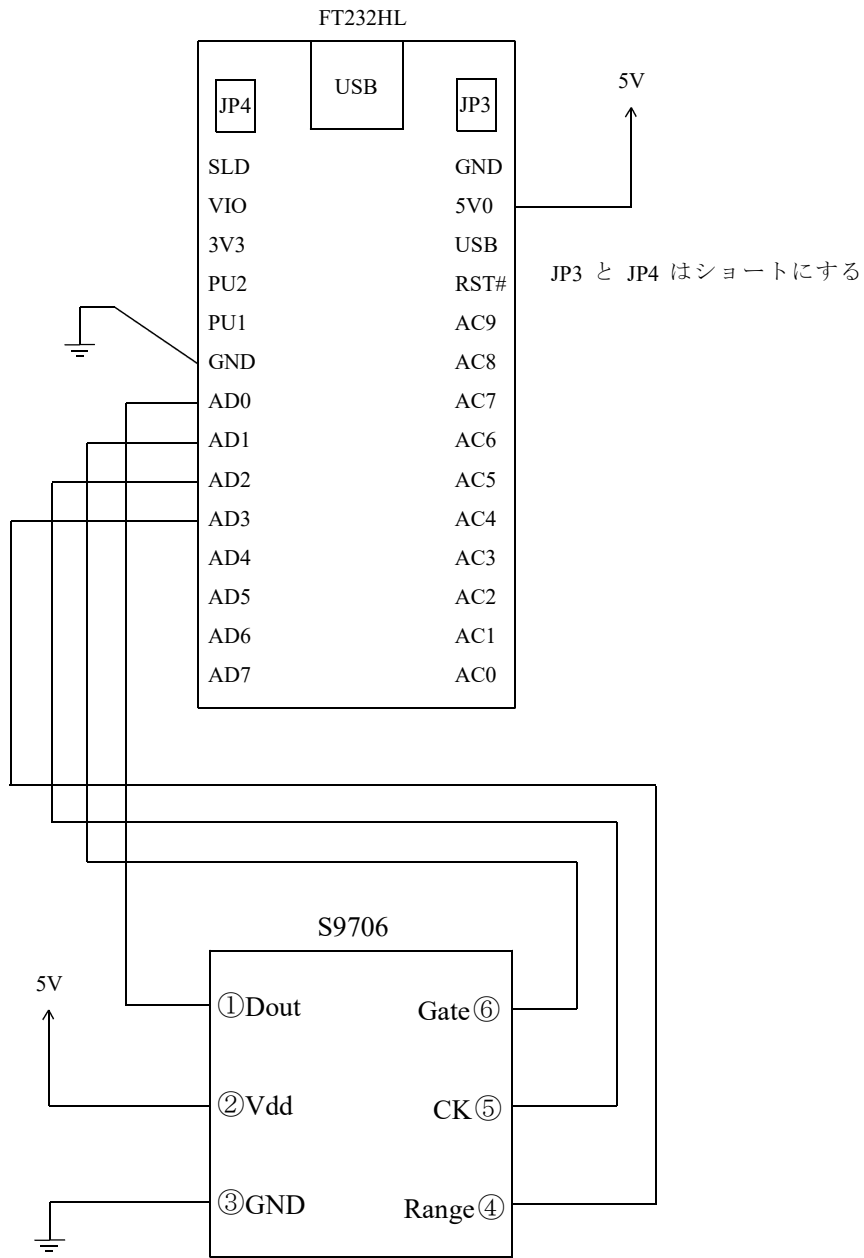 FT232HL
USB
JP4
JP3
5V
SLD
GND
VIO
5V0
3V3
USB
JP3 と JP4 はショートにする
PU2
RST#
PU1
AC9
GND
AC8
AD0
AC7
AD1
AC6
AD2
AC5
AD3
AC4
AD4
AC3
AD5
AC2
AD6
AC1
AD7
AC0
S9706
5V
①Dout
Gate⑥
②Vdd
CK⑤
③GND
Range④